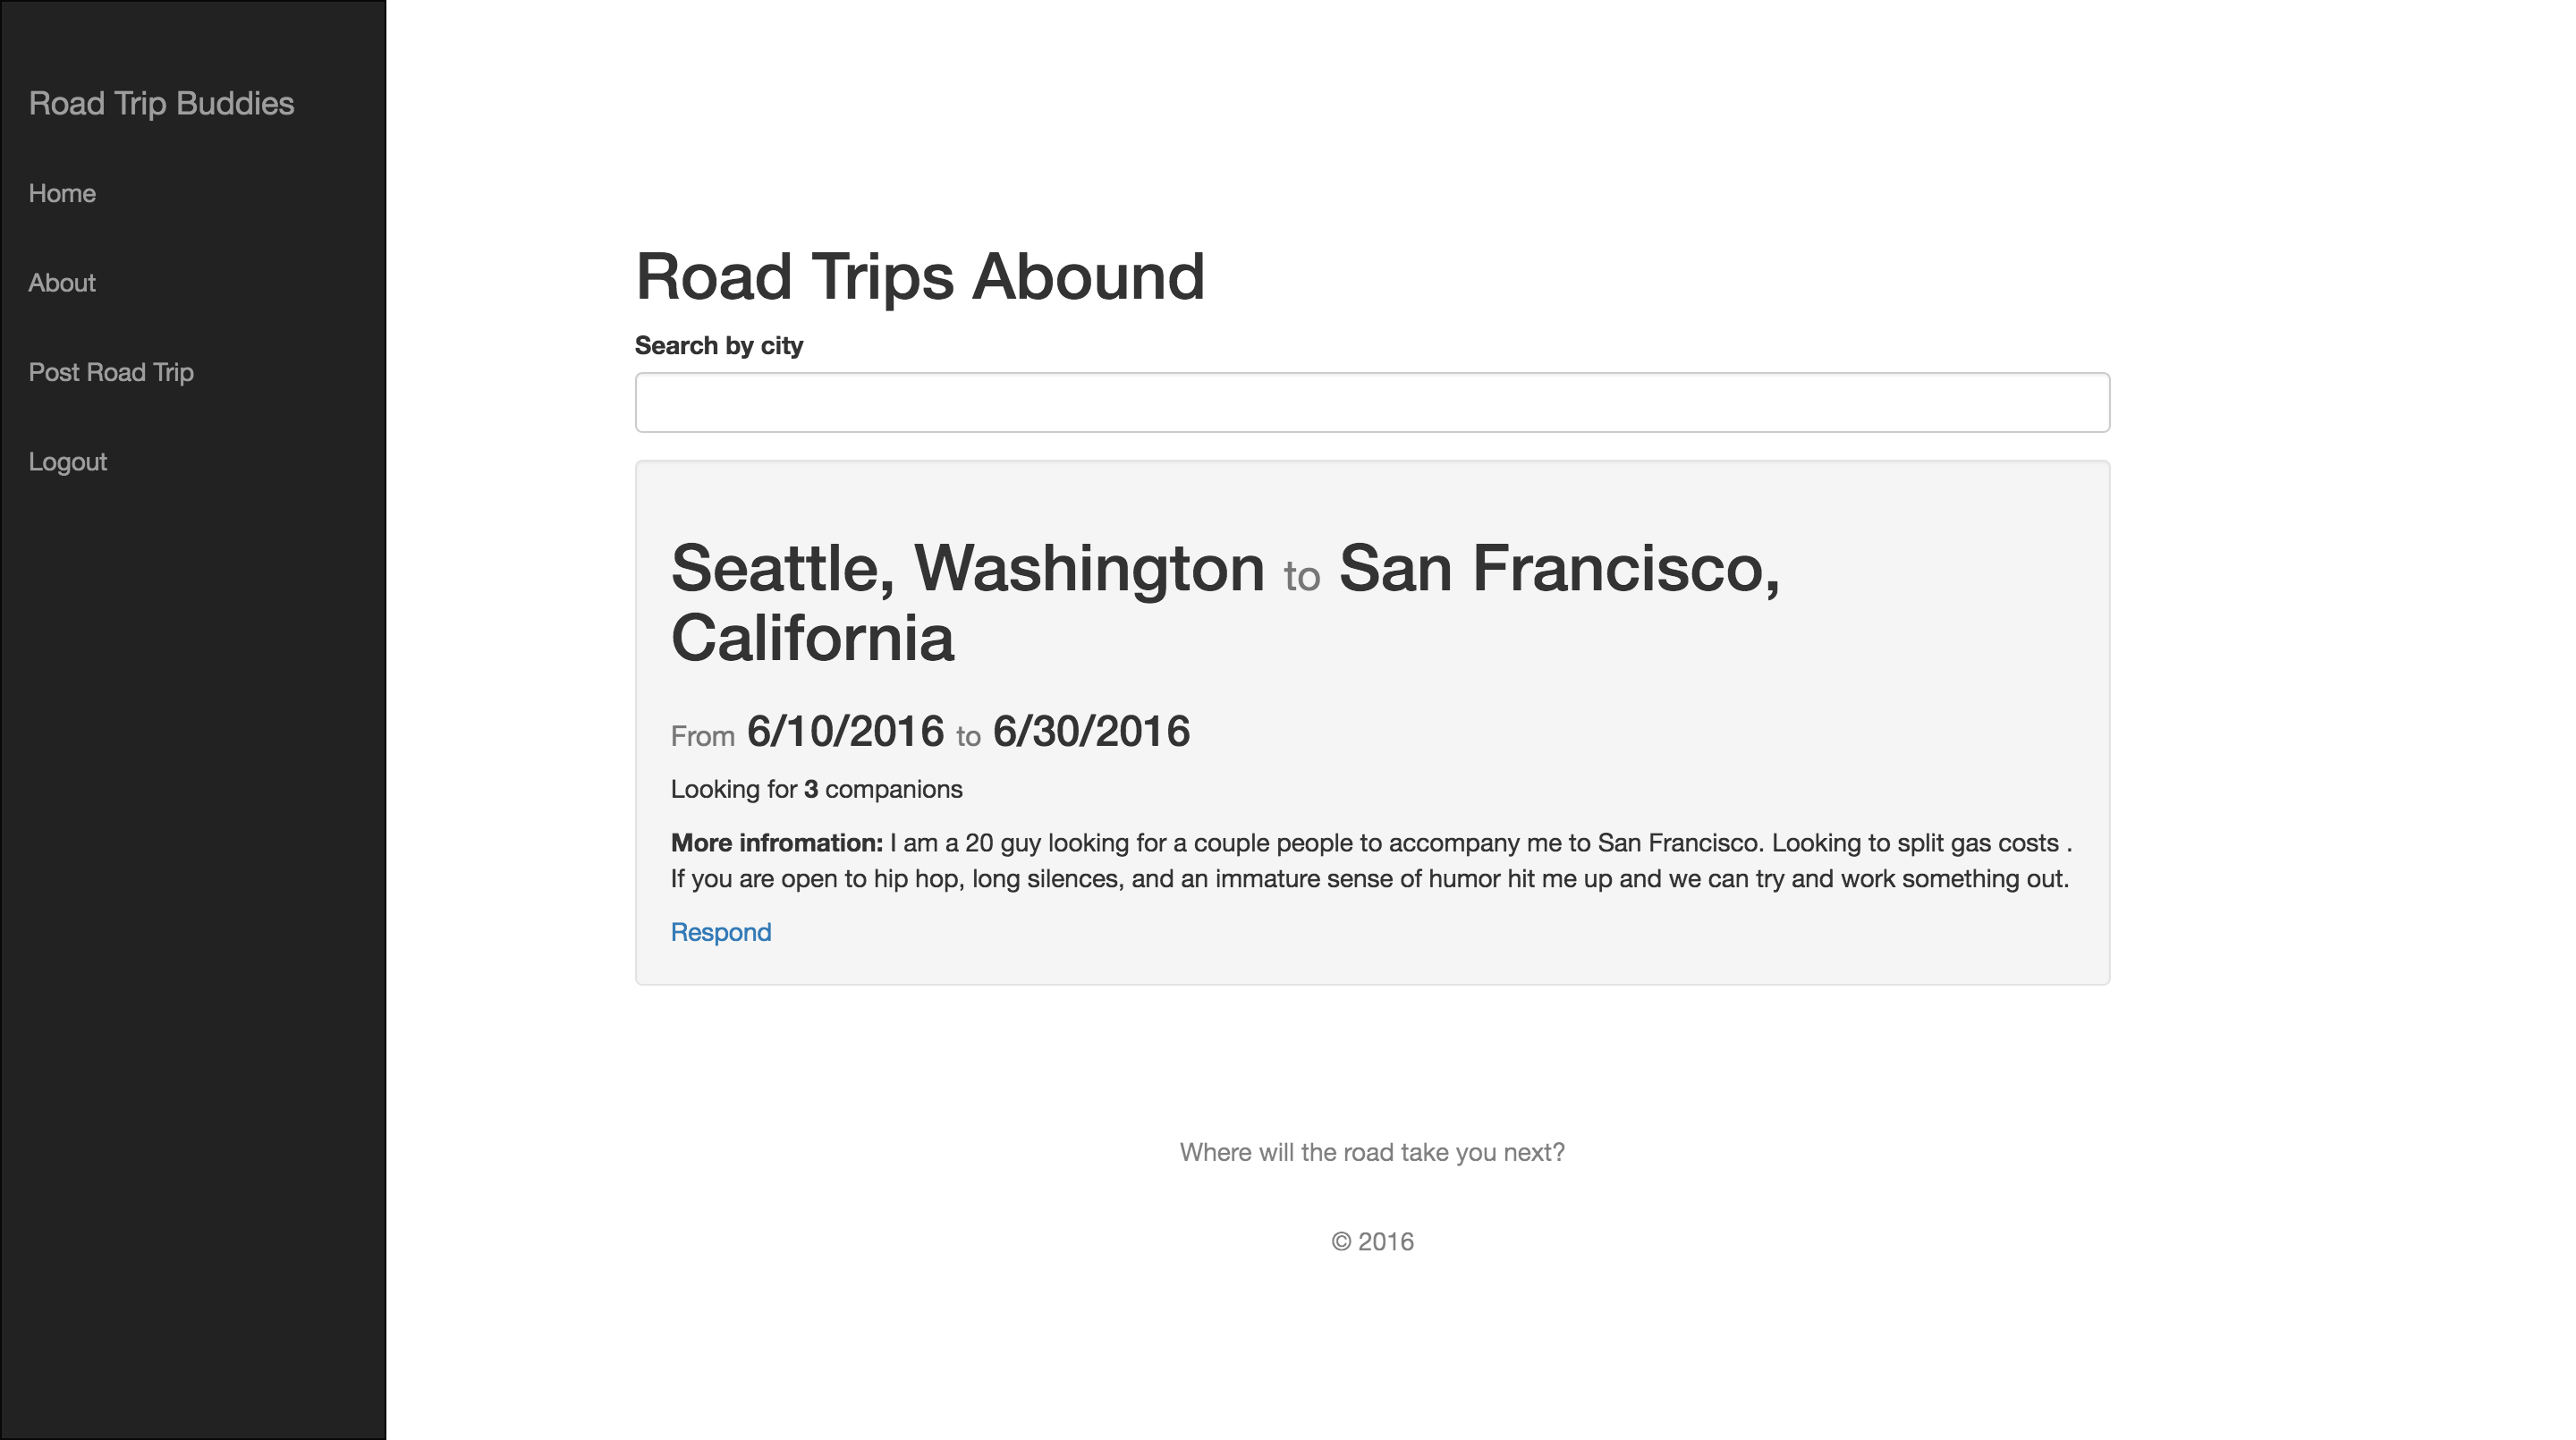 Road Trip Buddies
Home
About
Post Road Trip
Logout
Road Trips Abound
Search by city
Seattle, Washington to San Francisco,
California
From 6/10/2016 to 6/30/2016
Looking for 3 companions
More infromation: I am a 20 guy looking for a couple people to accompany me to San Francisco. Looking to split gas costs .
If you are open to hip hop, long silences, and an immature sense of humor hit me up and we can try and work something out.
Respond
Where will the road take you next?
© 2016